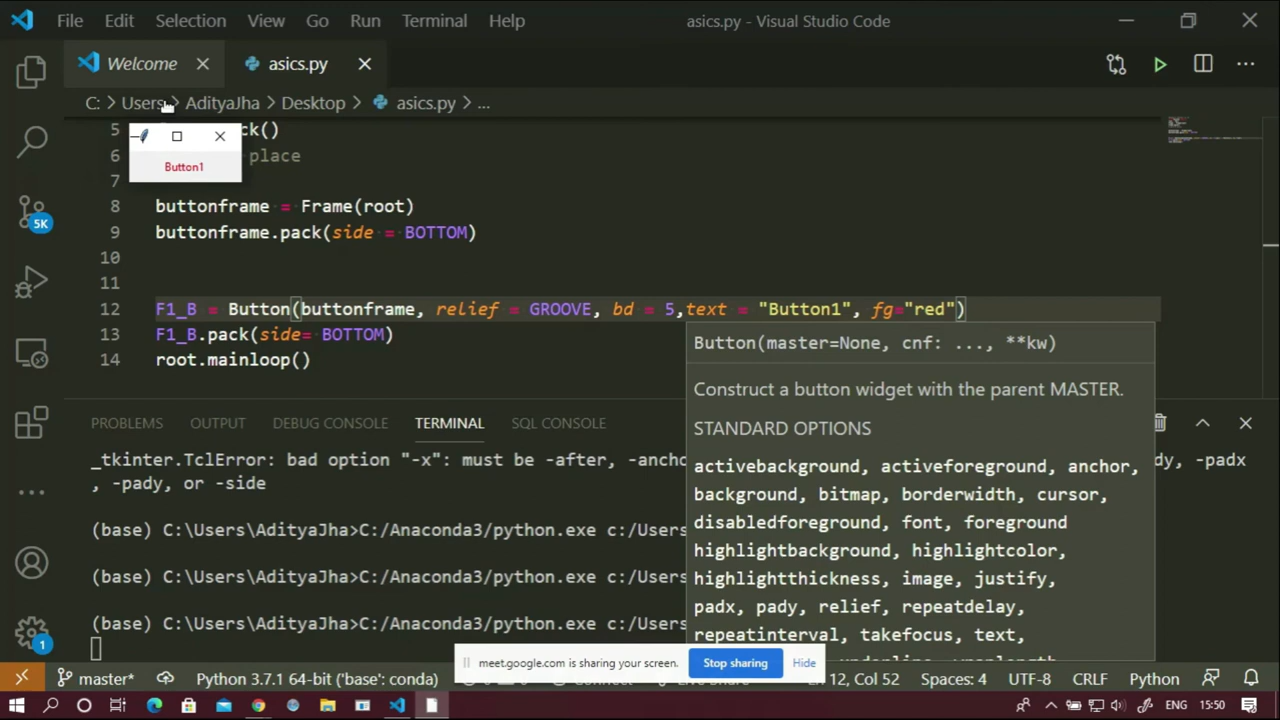 File Edit Selection View Go Run Terminal Help asics.py - Visual Studio Code
Welcome asics.py
C: > Users > AdityaJha > Desktop > asics.py > ...
5 ck()
Button1
6 place
7
8 buttonframe = Frame(root)
9 buttonframe.pack(side = BOTTOM)
10
11
12 F1_B = Button(buttonframe, relief = GROOVE, bd = 5,text = "Button1", fg="red")
13 F1_B.pack(side= BOTTOM)
14 root.mainloop()
Button(master=None, cnf: ..., **kw)
Construct a button widget with the parent MASTER.
STANDARD OPTIONS
activebackground, activeforeground, anchor,
background, bitmap, borderwidth, cursor,
disabledforeground, font, foreground
highlightbackground, highlightcolor,
highlightthickness, image, justify,
padx, pady, relief, repeatdelay,
repeatinterval, takefocus, text,
5K
PROBLEMS OUTPUT DEBUG CONSOLE TERMINAL SQL CONSOLE
_tkinter.TclError: bad option "-x": must be -after, -ancho dy, -padx
, -pady, or -side
(base) C:\Users\AdityaJha>C:/Anaconda3/python.exe c:/Users
(base) C:\Users\AdityaJha>C:/Anaconda3/python.exe c:/Users
(base) C:\Users\AdityaJha>C:/Anaconda3/python.exe c:/Users
1
meet.google.com is sharing your screen. Stop sharing Hide
master* Python 3.7.1 64-bit ('base': conda) Ln 12, Col 52 Spaces: 4 UTF-8 CRLF Python
ENG 15:50